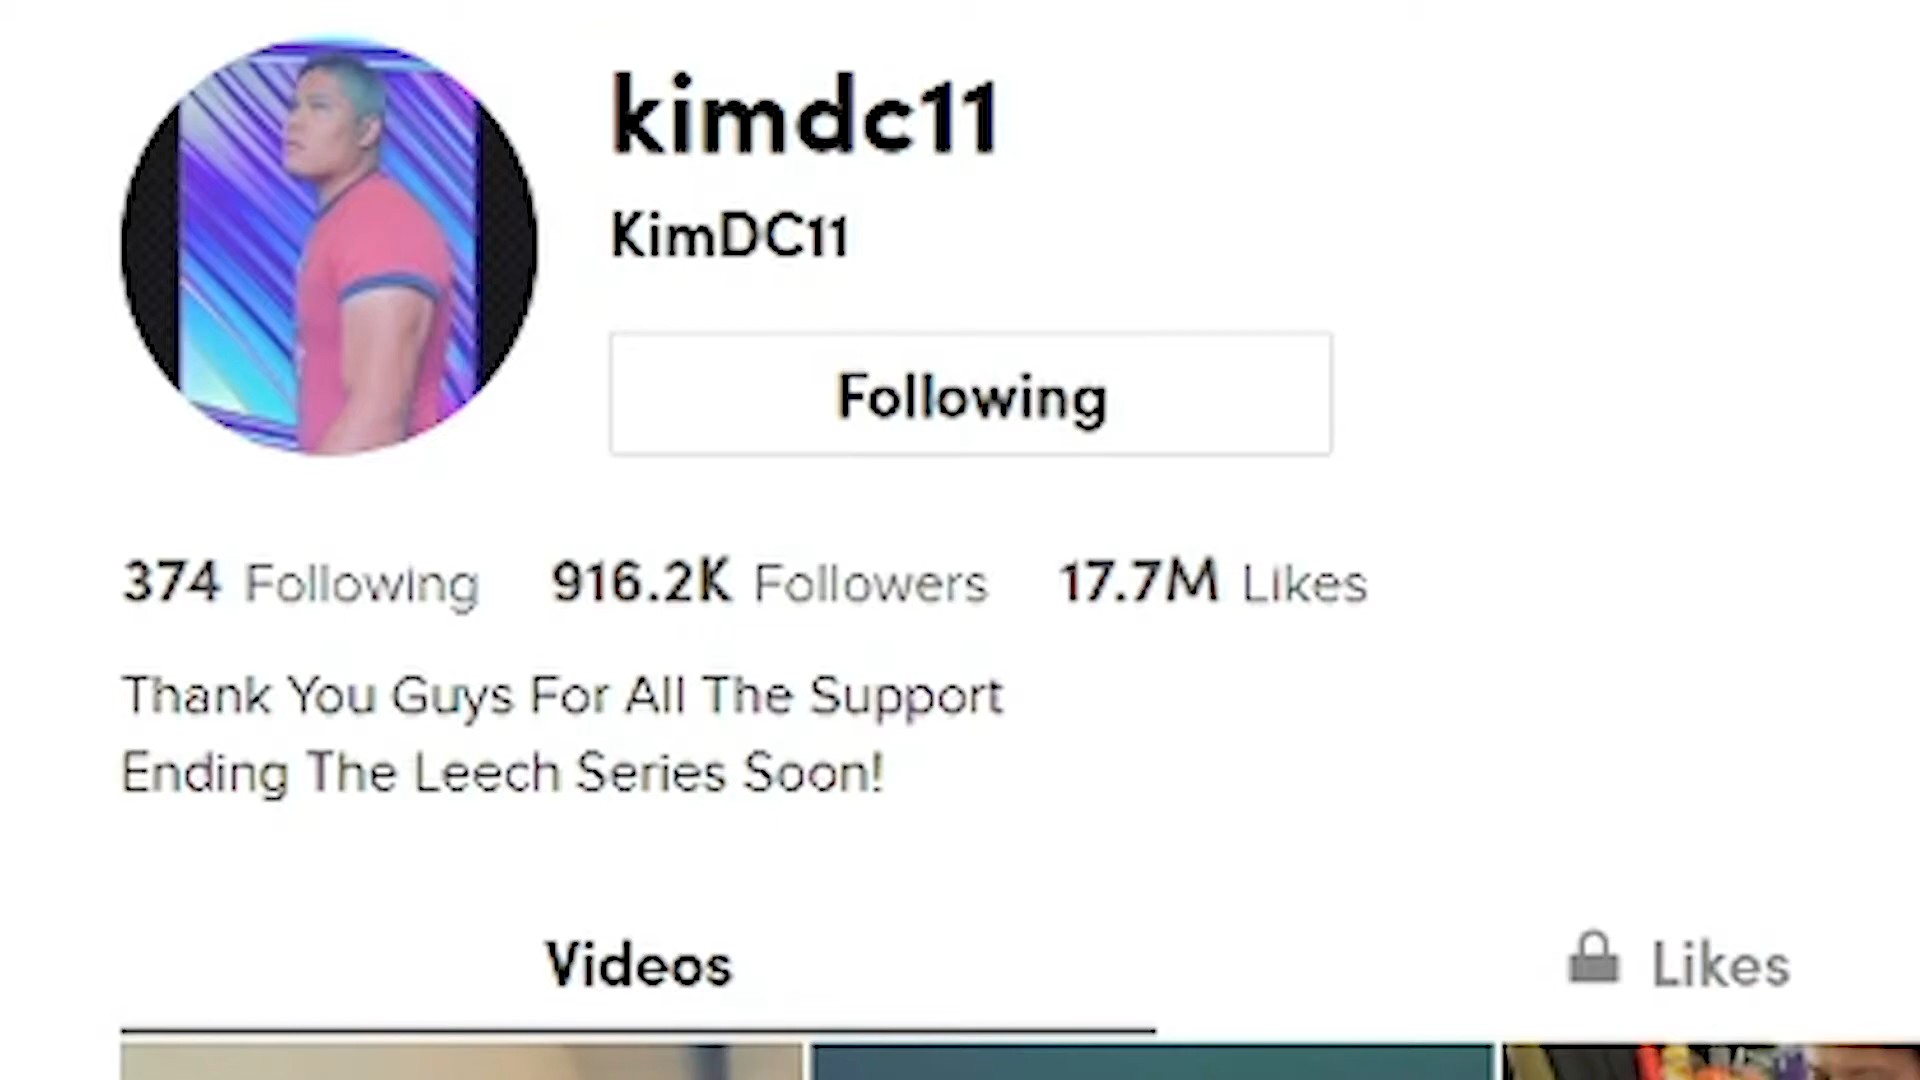 kimdc11
KimDC11
Following
374 Following 916.2K Followers 17.7M Likes
Thank You Guys For All The Support
Ending The Leech Series Soon!
Videos Likes